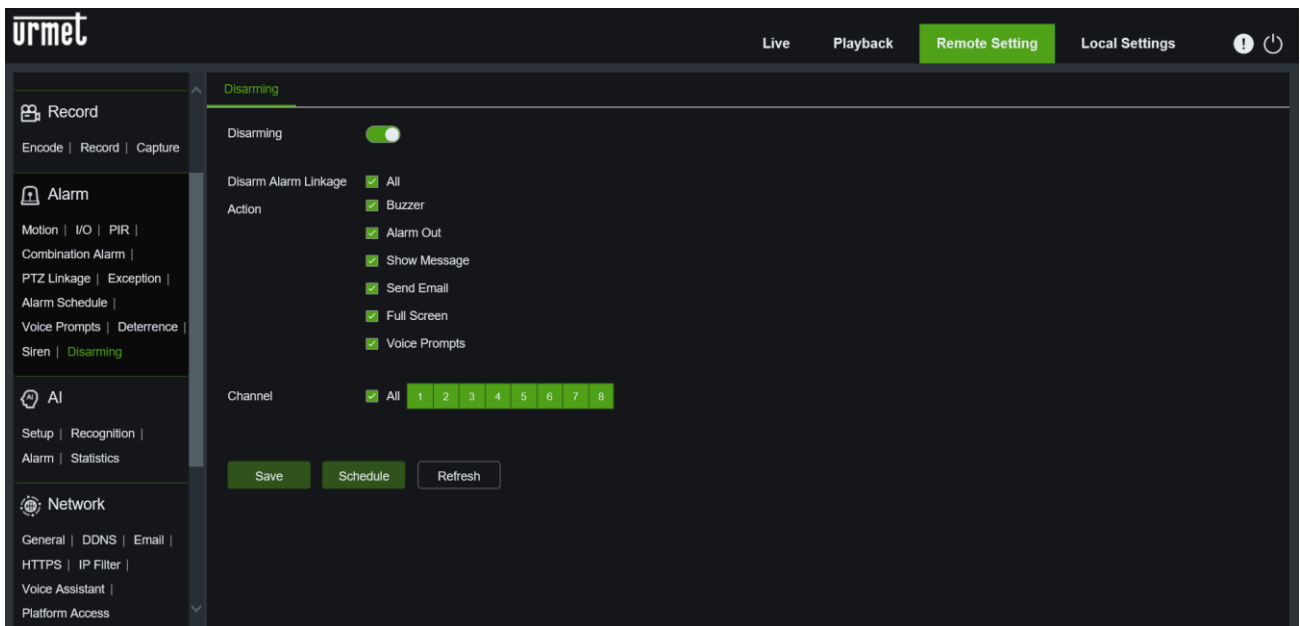 urmet
Live Playback Remote Setting Local Settings
Record
Encode | Record | Capture
Alarm
Motion | I/O | PIR |
Combination Alarm |
PTZ Linkage | Exception |
Alarm Schedule |
Voice Prompts | Deterrence |
Siren | Disarming
AI
Setup | Recognition |
Alarm | Statistics
Network
General | DDNS | Email |
HTTPS | IP Filter |
Voice Assistant |
Platform Access
Disarming
Disarming
Disarm Alarm Linkage
Action
All
Buzzer
Alarm Out
Show Message
Send Email
Full Screen
Voice Prompts
Channel All 1 2 3 4 5 6 7 8
Save Schedule Refresh